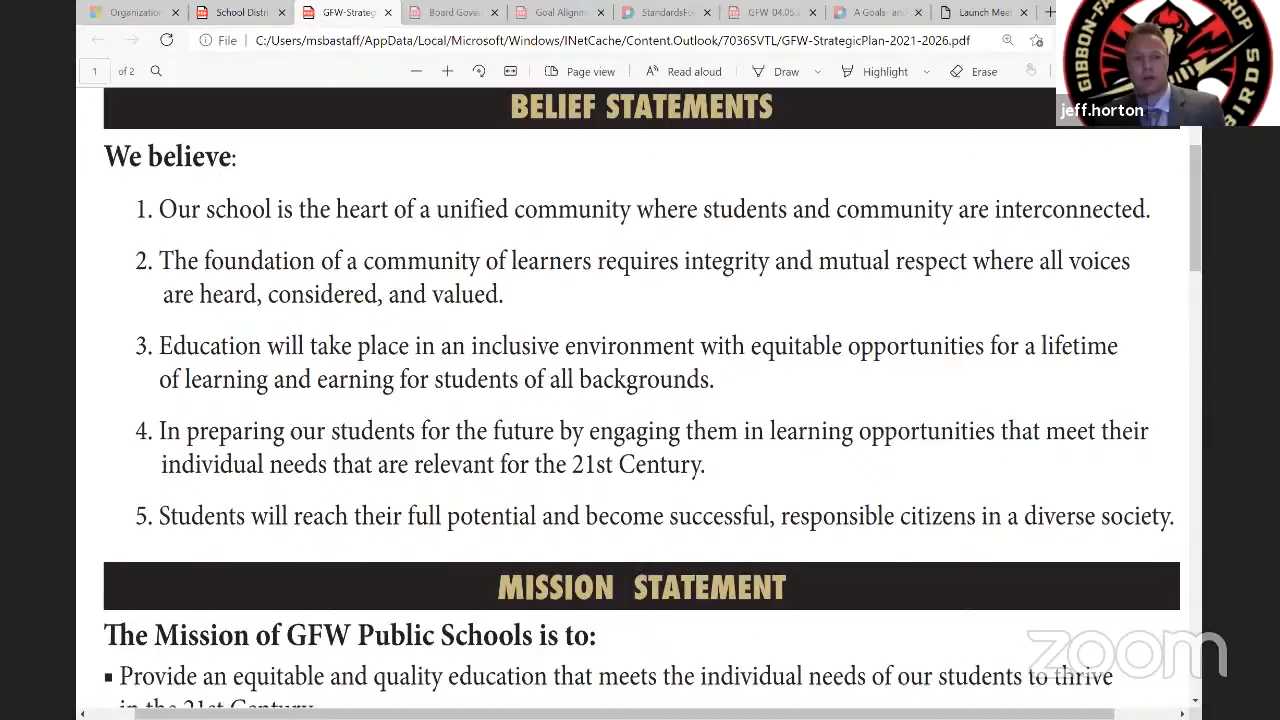 Organization
School Distri
GFW-Strateg
Board Gover
Goal Alignm
StandardsFo
GFW 04.05.2
A Goals- and
Launch Meet
File
C:/Users/msbastaff/AppData/Local/Microsoft/Windows/INetCache/Content.Outlook/7036SVTL/GFW-StrategicPlan-2021-2026.pdf
1 of 2
Page view
Read aloud
Draw
Highlight
Erase
jeff.horton
BELIEF STATEMENTS
We believe:
1. Our school is the heart of a unified community where students and community are interconnected.
2. The foundation of a community of learners requires integrity and mutual respect where all voices
are heard, considered, and valued.
3. Education will take place in an inclusive environment with equitable opportunities for a lifetime
of learning and earning for students of all backgrounds.
4. In preparing our students for the future by engaging them in learning opportunities that meet their
individual needs that are relevant for the 21st Century.
5. Students will reach their full potential and become successful, responsible citizens in a diverse society.
MISSION STATEMENT
The Mission of GFW Public Schools is to:
▪ Provide an equitable and quality education that meets the individual needs of our students to thrive
in the 21st Century
zoom